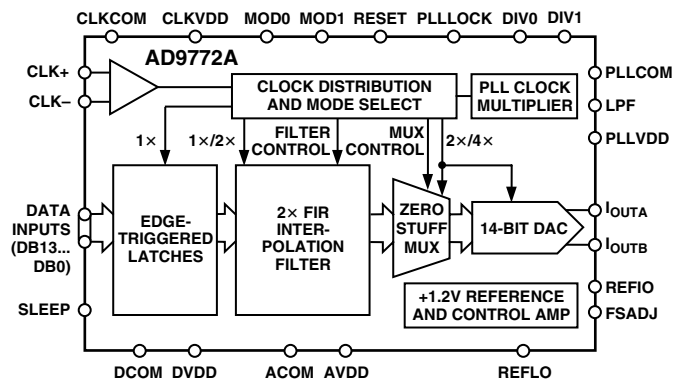 CLKCOM CLKVDD MOD0 MOD1 RESET PLLLOCK DIV0 DIV1
AD9772A
CLK+
CLK–
CLOCK DISTRIBUTION
AND MODE SELECT
PLL CLOCK
MULTIPLIER
PLLCOM
LPF
PLLVDD
1×
1×/2×
FILTER
CONTROL
MUX
CONTROL
2×/4×
DATA
INPUTS
(DB13...
DB0)
EDGE-
TRIGGERED
LATCHES
2× FIR
INTER-
POLATION
FILTER
ZERO
STUFF
MUX
14-BIT DAC
IOUTA
IOUTB
SLEEP
+1.2V REFERENCE
AND CONTROL AMP
REFIO
FSADJ
DCOM DVDD ACOM AVDD REFLO